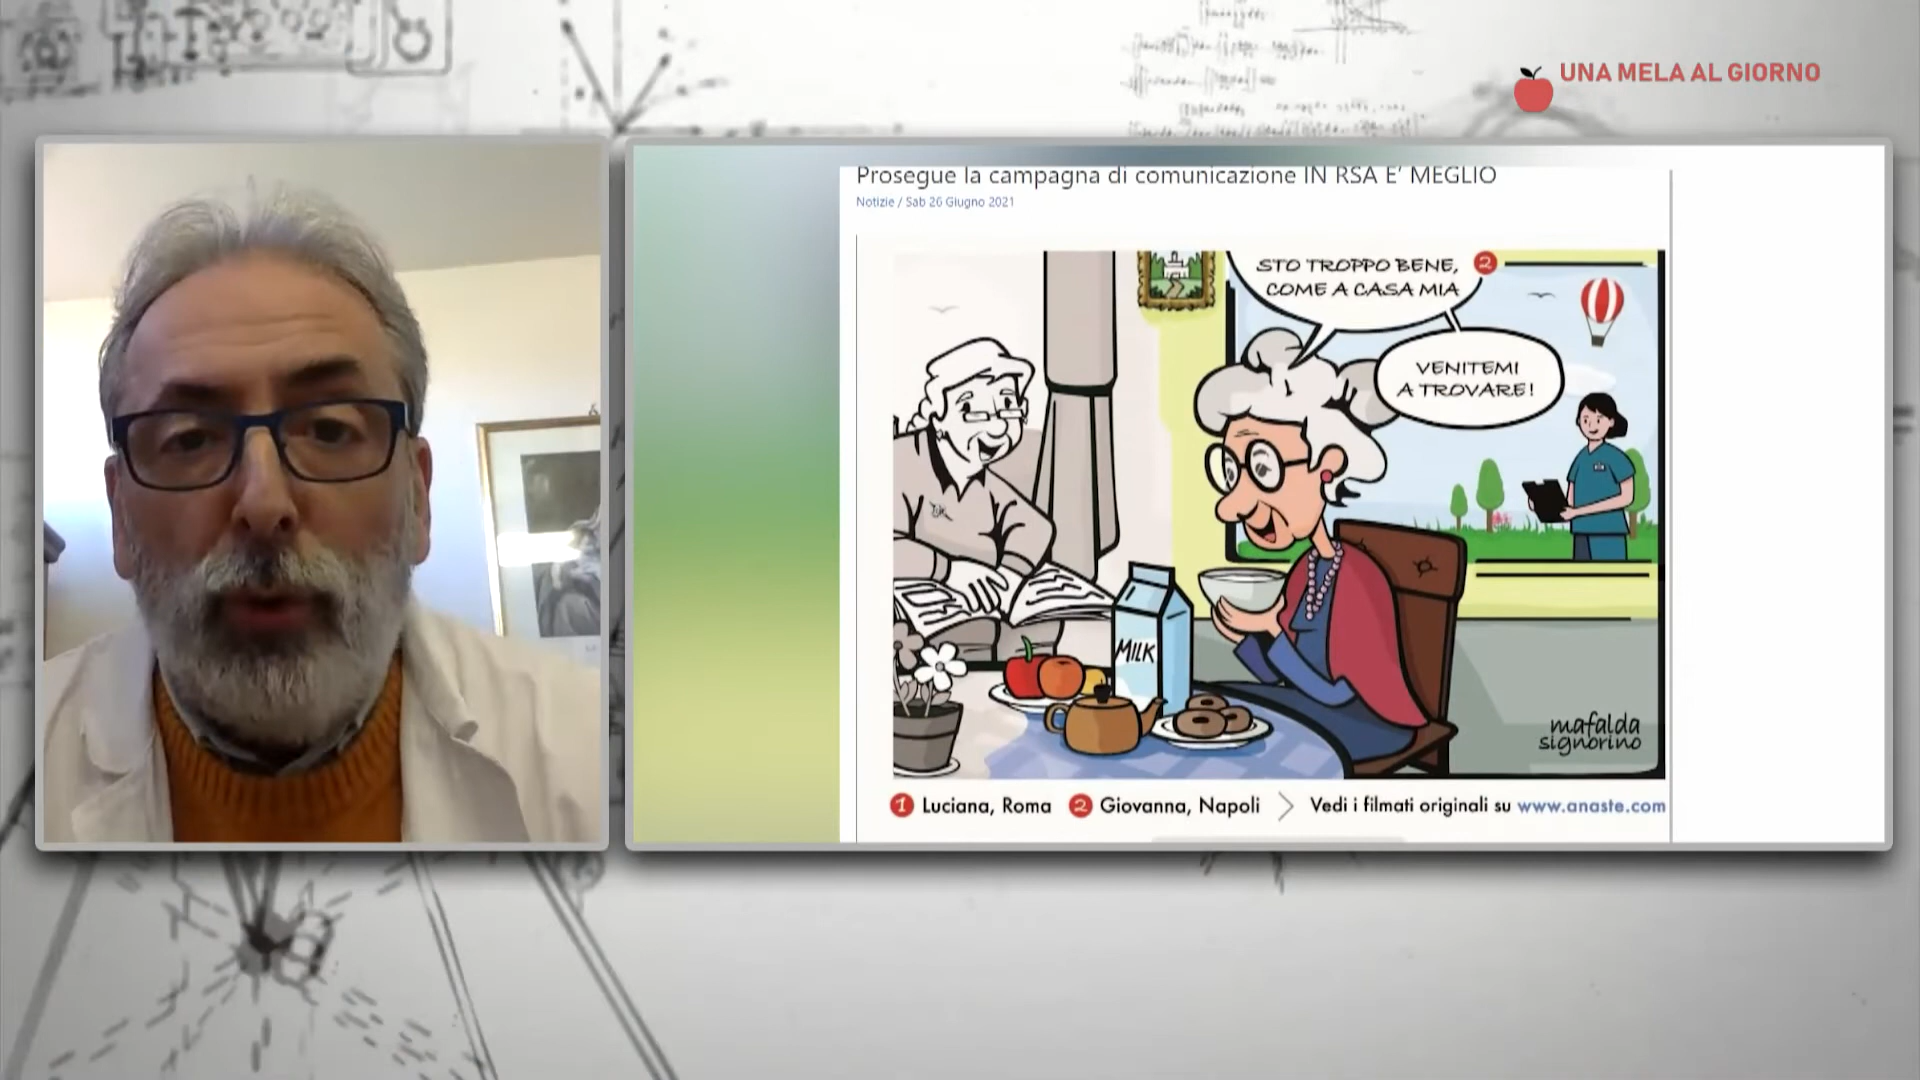 UNA MELA AL GIORNO
Prosegue la campagna di comunicazione IN RSA E' MEGLIO
Notizie / Sab 26 Giugno 2021
STO TROPPO BENE,
COME A CASA MIA
2
VENITEMI
A TROVARE!
MILK
mafalda
signorino
1 Luciana, Roma 2 Giovanna, Napoli > Vedi i filmati originali su www.anaste.com